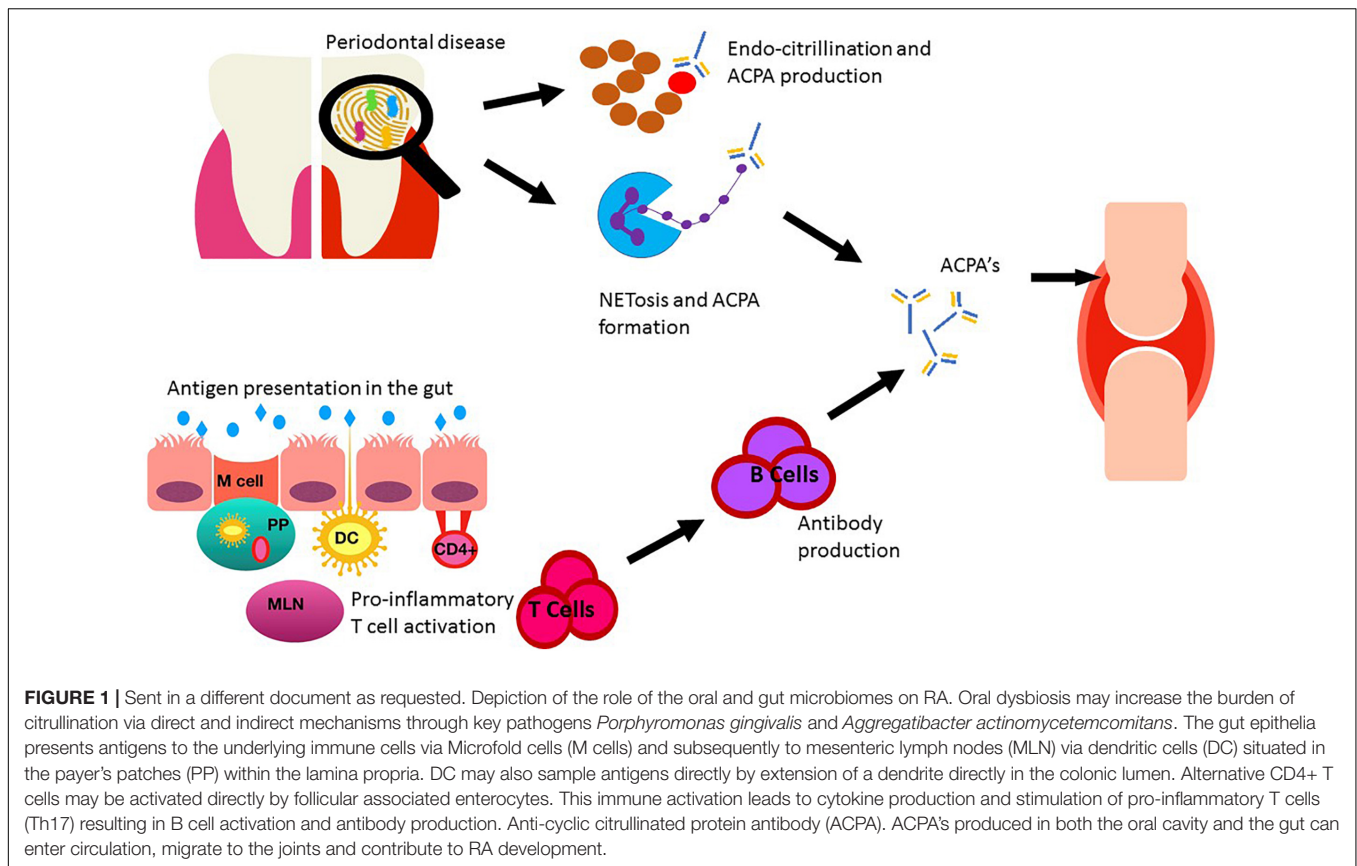 Periodontal disease
Endo-citrillination and
ACPA production
NETosis and ACPA
formation
ACPA's
Antigen presentation in the gut
M cell
PP
DC
CD4+
MLN
Pro-inflammatory
T cell activation
T Cells
B Cells
Antibody
production
FIGURE 1 | Sent in a different document as requested. Depiction of the role of the oral and gut microbiomes on RA. Oral dysbiosis may increase the burden of
citrullination via direct and indirect mechanisms through key pathogens Porphyromonas gingivalis and Aggregatibacter actinomycetemcomitans. The gut epithelia
presents antigens to the underlying immune cells via Microfold cells (M cells) and subsequently to mesenteric lymph nodes (MLN) via dendritic cells (DC) situated in
the payer's patches (PP) within the lamina propria. DC may also sample antigens directly by extension of a dendrite directly in the colonic lumen. Alternative CD4+ T
cells may be activated directly by follicular associated enterocytes. This immune activation leads to cytokine production and stimulation of pro-inflammatory T cells
(Th17) resulting in B cell activation and antibody production. Anti-cyclic citrullinated protein antibody (ACPA). ACPA's produced in both the oral cavity and the gut can
enter circulation, migrate to the joints and contribute to RA development.